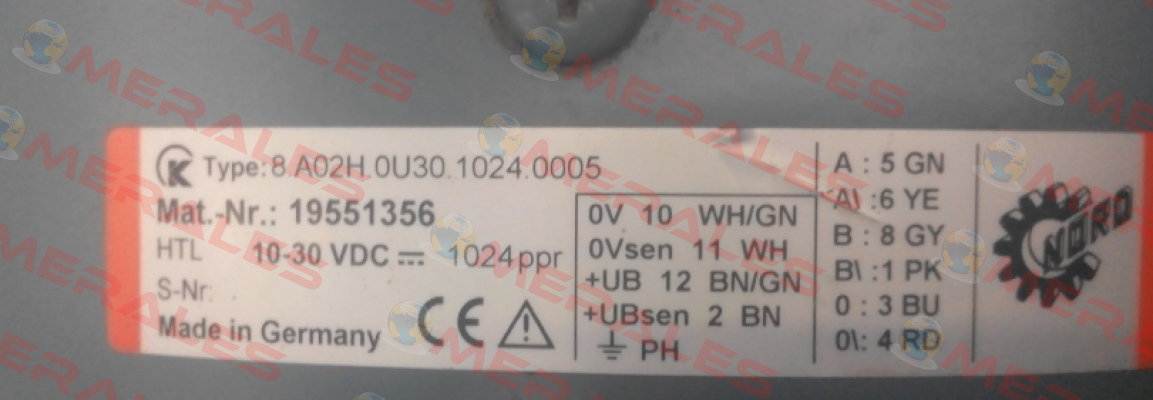 K Type:8.A02H.0U30.1024.0005
Mat.-Nr.: 19551356
HTL 10-30 VDC ⎓ 1024 ppr
S-Nr.
Made in Germany CE
0V 10 WH/GN
0Vsen 11 WH
+UB 12 BN/GN
+UBsen 2 BN
⏚ PH
A : 5 GN
A\ :6 YE
B : 8 GY
B\ :1 PK
0 : 3 BU
0\: 4 RD
NORD
MERALES